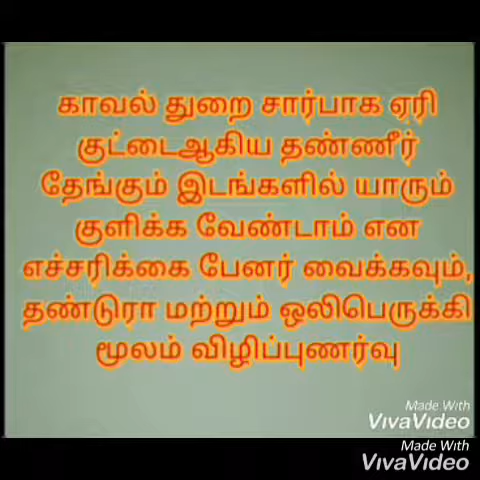 காவல் துறை சார்பாக ஏரி
குட்டைஆகிய தண்ணீர்
தேங்கும் இடங்களில் யாரும்
குளிக்க வேண்டாம் என
எச்சரிக்கை பேனர் வைக்கவும்,
தண்டுரா மற்றும் ஒலிபெருக்கி
மூலம் விழிப்புணர்வு
Made With
VivaVideo
Made With
VivaVideo